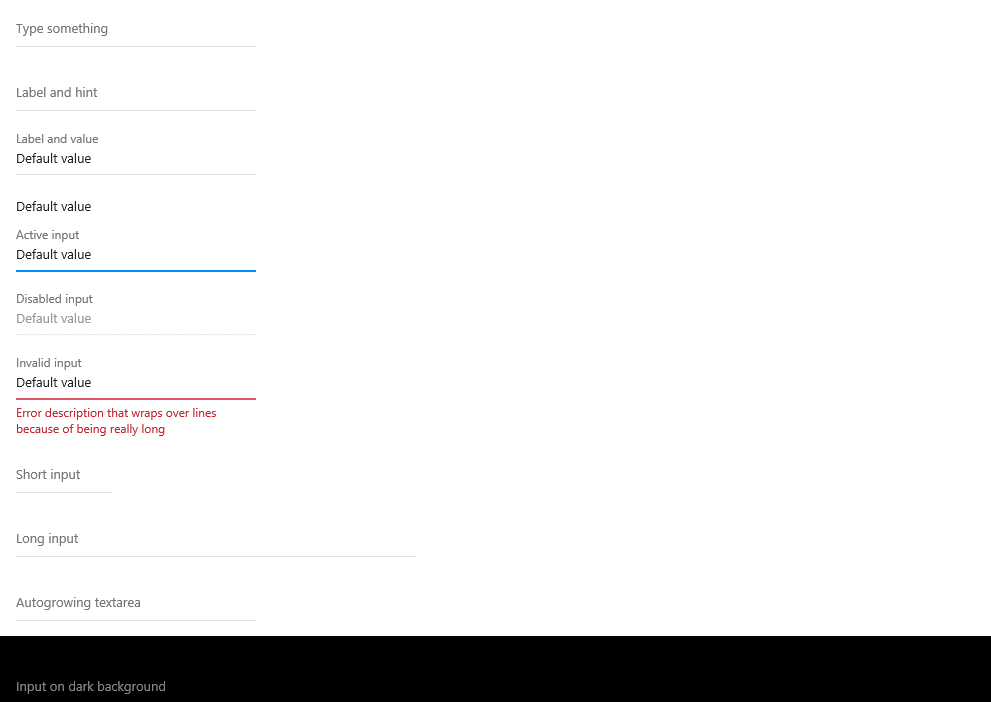 Type something
Label and hint
Label and value
Default value
Default value
Active input
Default value
Disabled input
Default value
Invalid input
Default value
Error description that wraps over lines
because of being really long
Short input
Long input
Autogrowing textarea
Input on dark background